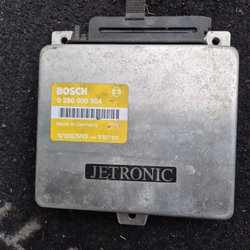 BOSCH
0 280 000 554
Made in Germany
VOLVO
JETRONIC